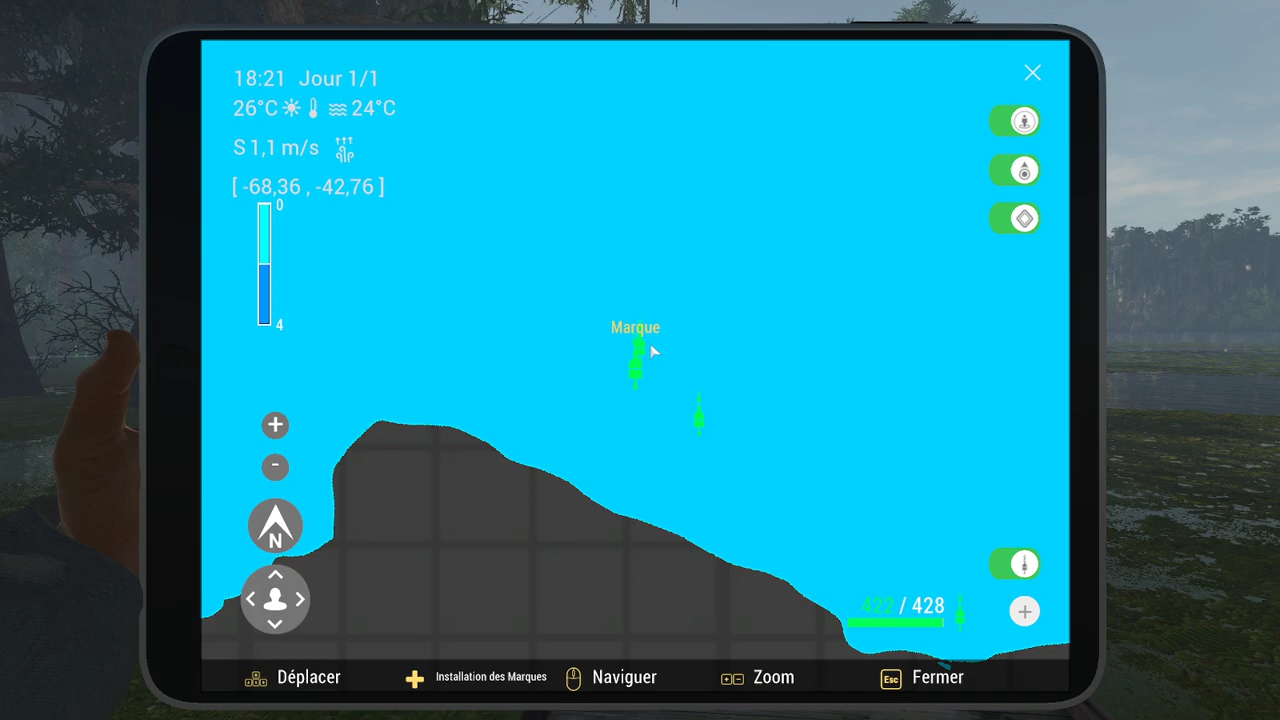 18:21 Jour 1/1
26°C 24°C
S 1,1 m/s
[ -68,36 , -42,76 ]
0
4
Marque
+
-
N
422 / 428
+
Déplacer
Installation des Marques
Naviguer
Zoom
Esc Fermer